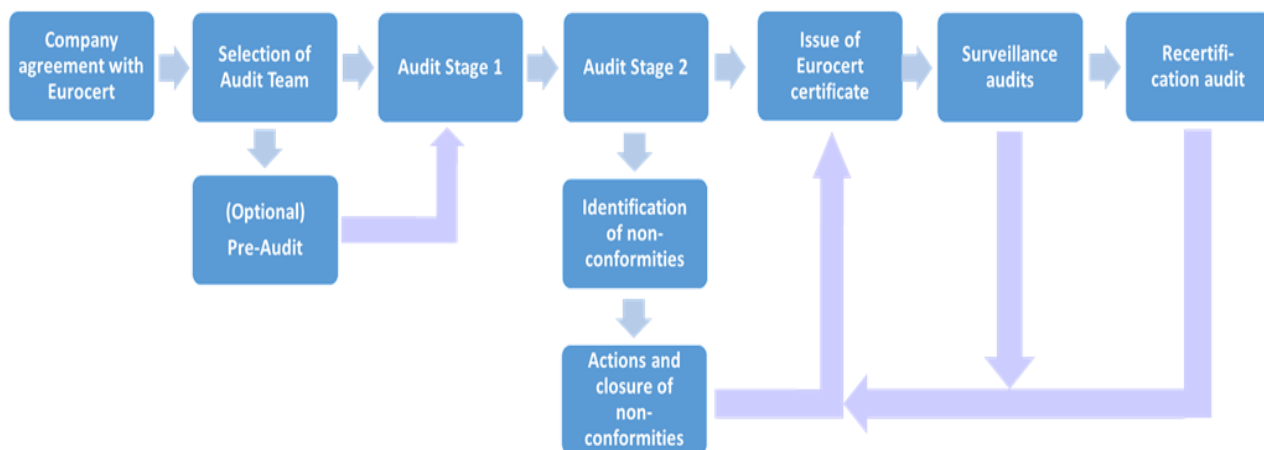 Company
agreement with
Eurocert
Selection of
Audit Team
Audit Stage 1
Audit Stage 2
Issue of
Eurocert
certificate
Surveillance
audits
Recertifi-
cation audit
(Optional)
Pre-Audit
Identification
of non-
conformities
Actions and
closure of
non-
conformities